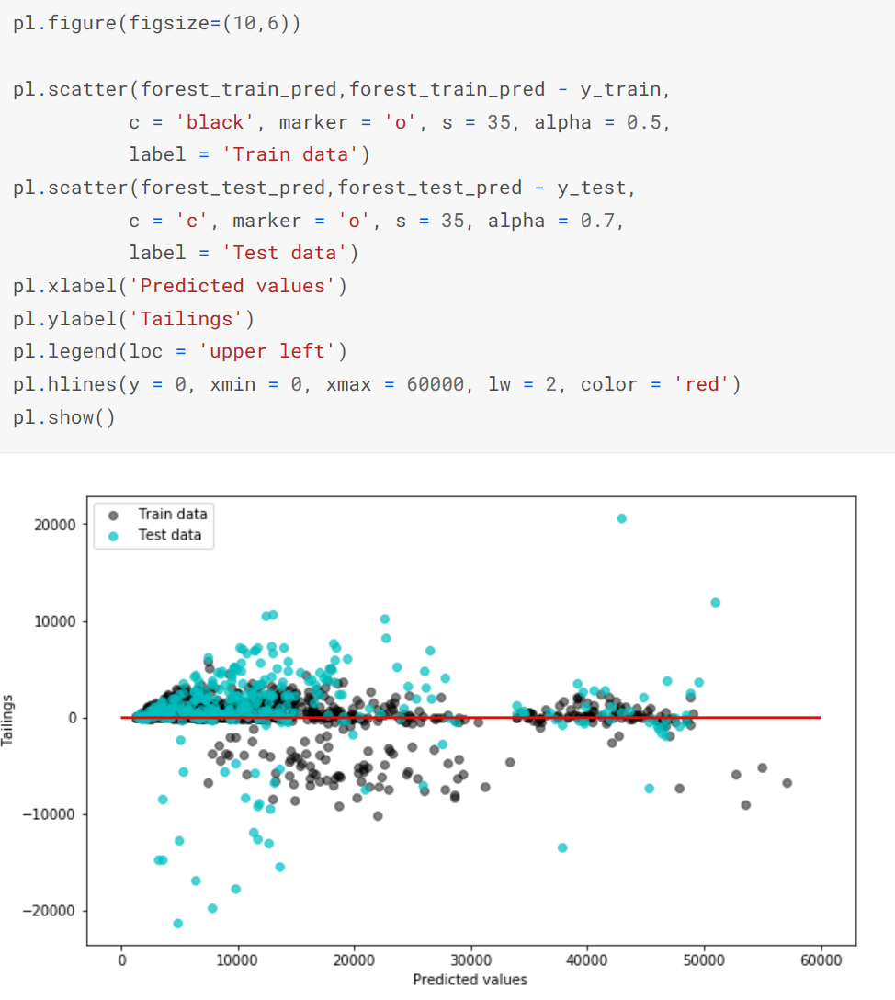 pl.figure(figsize=(10,6))
pl.scatter(forest_train_pred,forest_train_pred - y_train,
c = 'black', marker = 'o', s = 35, alpha = 0.5,
label = 'Train data')
pl.scatter(forest_test_pred,forest_test_pred - y_test,
c = 'c', marker = 'o', s = 35, alpha = 0.7,
label = 'Test data')
pl.xlabel('Predicted values')
pl.ylabel('Tailings')
pl.legend(loc = 'upper left')
pl.hlines(y = 0, xmin = 0, xmax = 60000, lw = 2, color = 'red')
pl.show()
Train data
Test data
20000
10000
0
−10000
−20000
Tailings
0
10000
20000
30000
40000
50000
60000
Predicted values